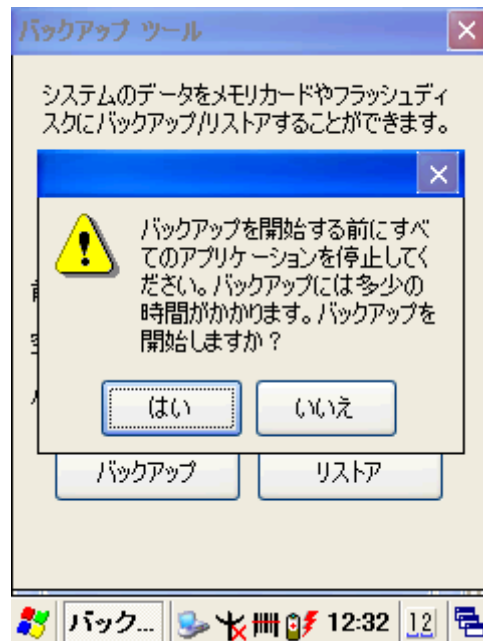 バックアップ ツール
システムのデータをメモリカードやフラッシュディ
スクにバックアップ/リストアすることができます。
バックアップを開始する前にすべ
てのアプリケーションを停止してく
ださい。バックアップには多少の
時間がかかります。バックアップを
開始しますか？
はい
いいえ
バックアップ
リストア
バック...
12:32
12